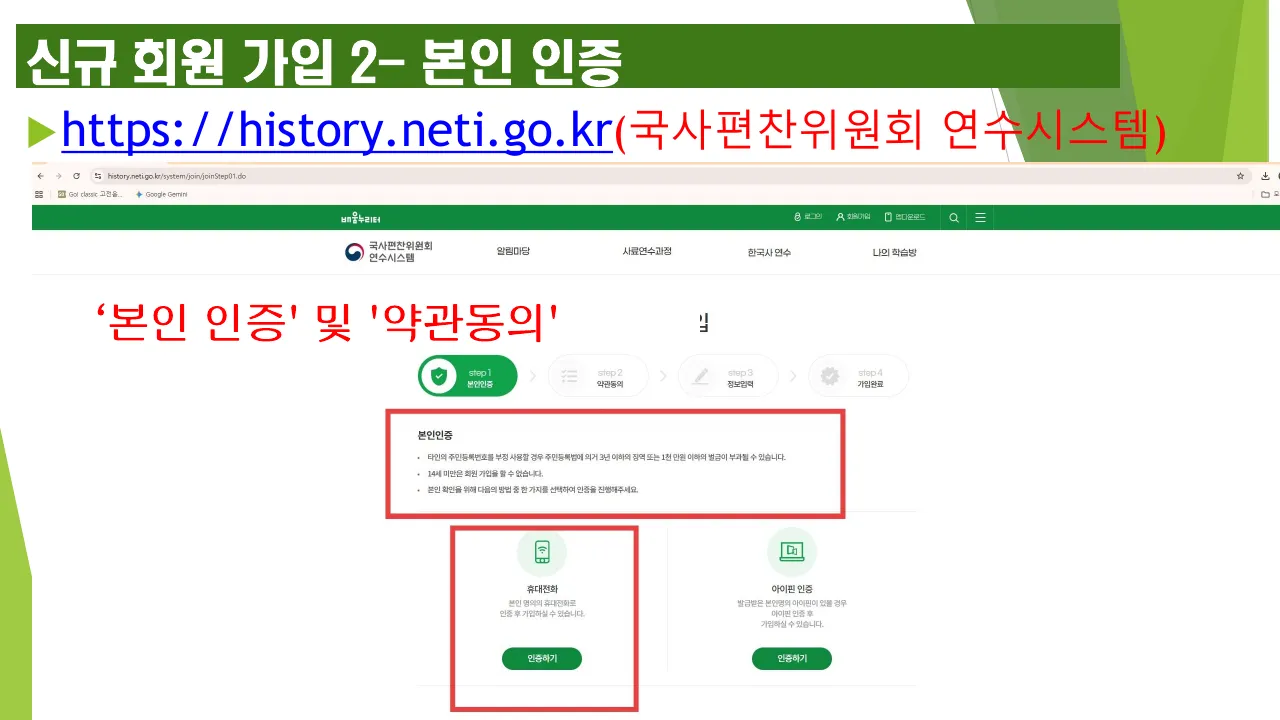 신규 회원 가입 2- 본인 인증
https://history.neti.go.kr(국사편찬위원회 연수시스템)
history.neti.go.kr/system/join/joinStep01.do
Go! classic 고전음... Google Gemini
배움누리터 로그인 회원가입 앱다운로드
국사편찬위원회
연수시스템
알림마당 사료연수과정 한국사 연수 나의 학습방
‘본인 인증' 및 '약관동의'
step 1 step 2 step 3 step 4
본인인증 약관동의 정보입력 가입완료
본인인증
• 타인의 주민등록번호를 부정 사용할 경우 주민등록법에 의거 3년 이하의 징역 또는 1천 만원 이하의 벌금이 부과될 수 있습니다.
• 14세 미만은 회원 가입을 할 수 없습니다.
• 본인 확인을 위해 다음의 방법 중 한 가지를 선택하여 인증을 진행해주세요.
휴대전화
본인 명의의 휴대전화로
인증 후 가입하실 수 있습니다.
인증하기
아이핀 인증
발급받은 본인명의 아이핀이 있을 경우
아이핀 인증 후
가입하실 수 있습니다.
인증하기